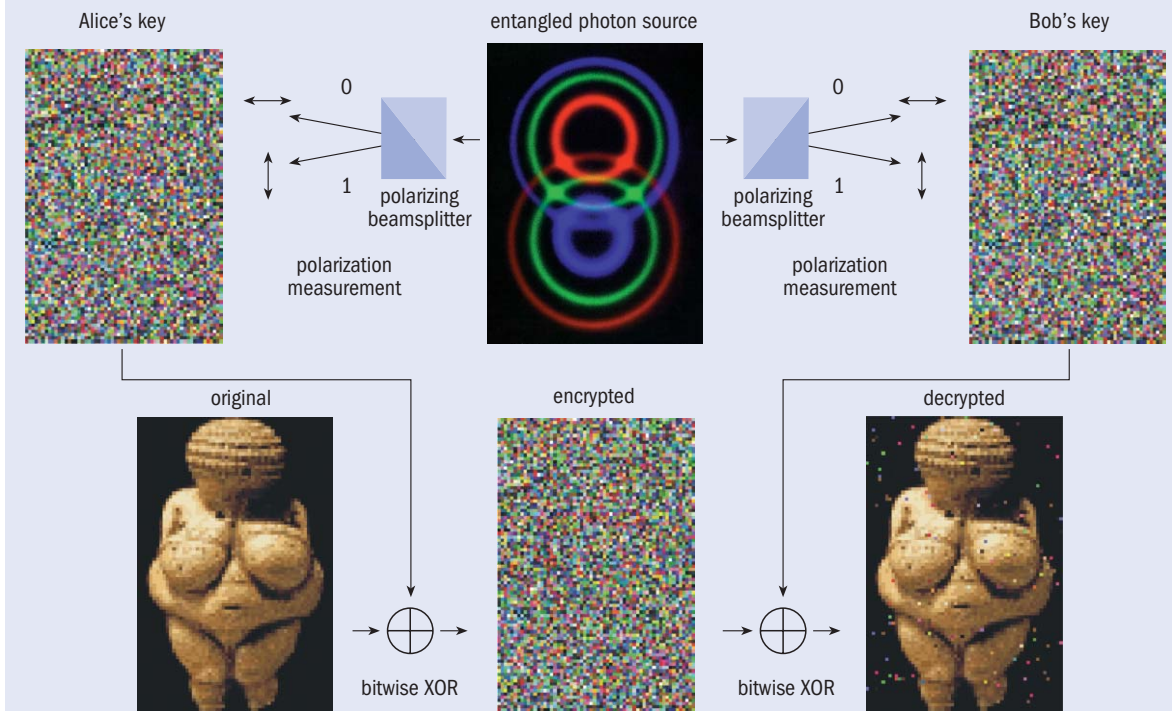 Alice's key
entangled photon source
Bob's key
0
0
1
1
polarizing
beamsplitter
polarizing
beamsplitter
polarization
measurement
polarization
measurement
original
encrypted
decrypted
bitwise XOR
bitwise XOR